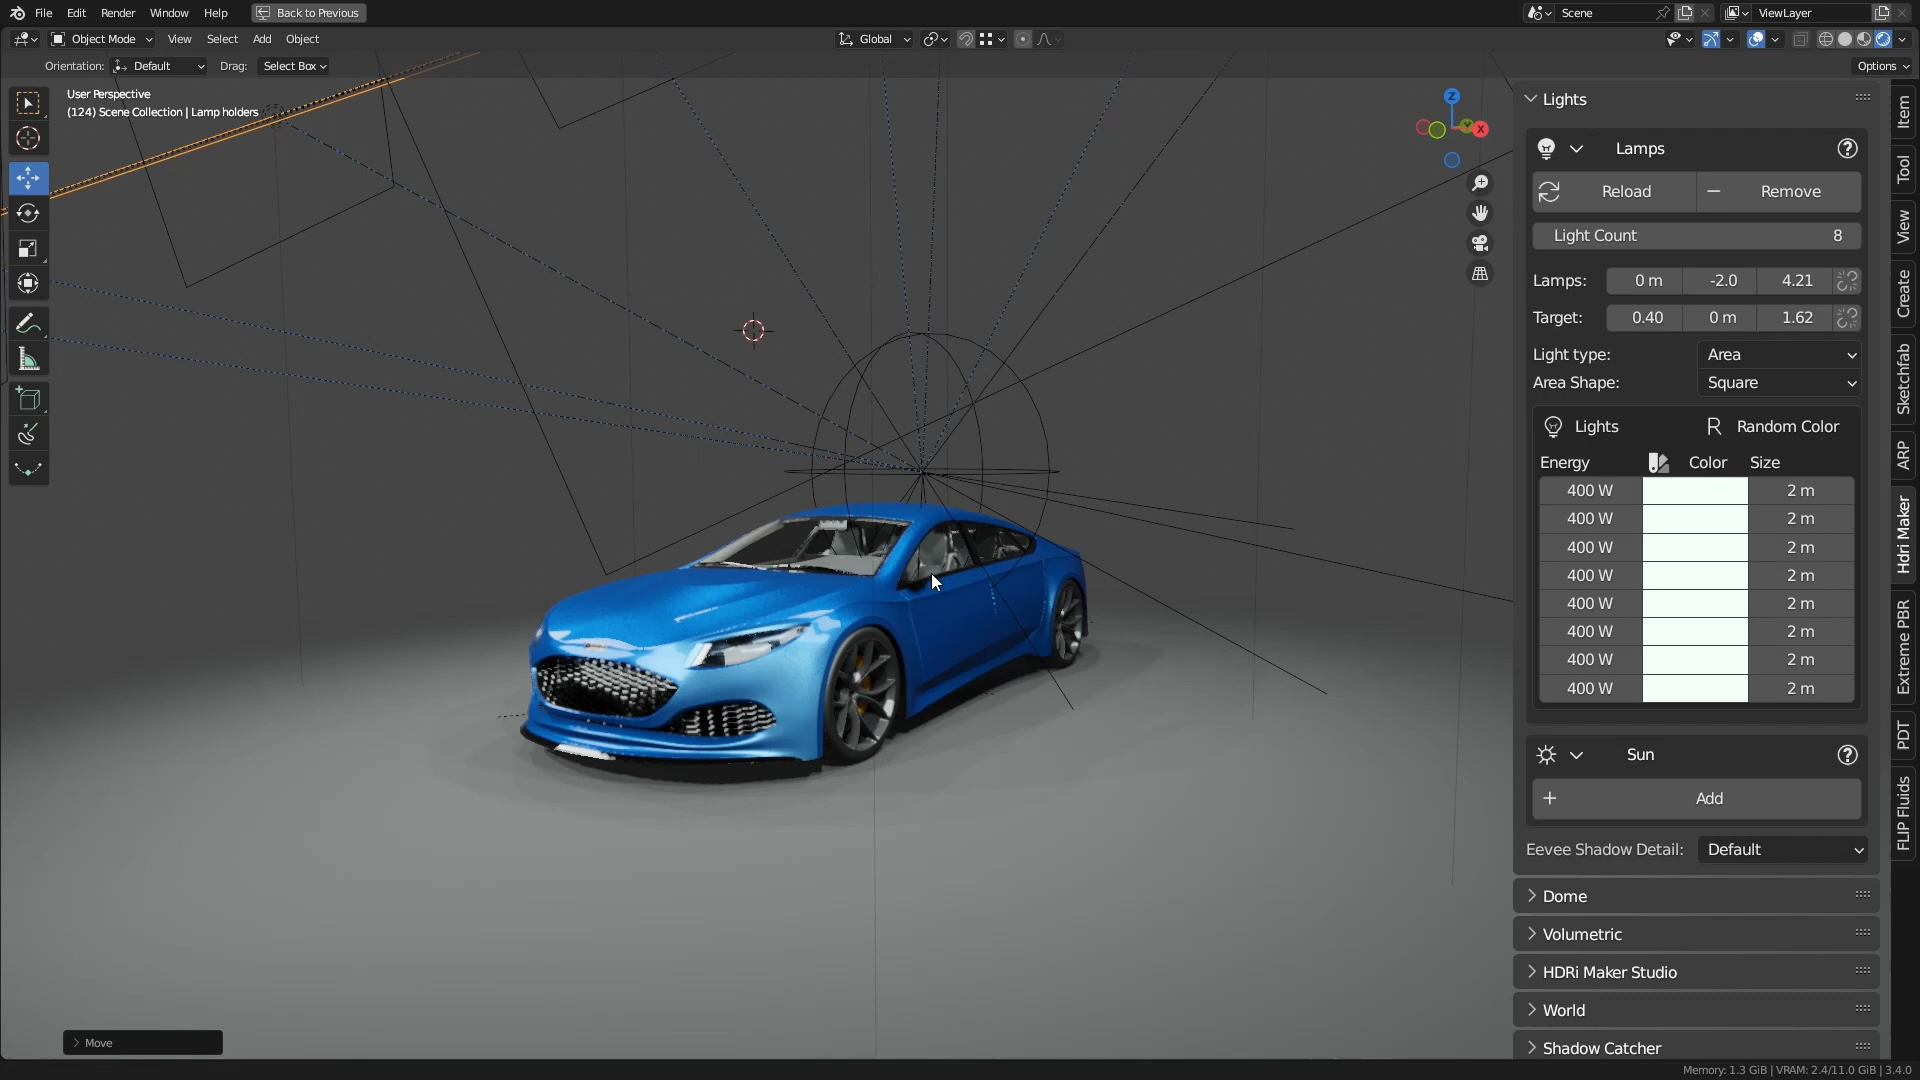 File Edit Render Window Help Back to Previous Scene ViewLayer
Object Mode View Select Add Object Global
Orientation: Default Drag: Select Box Options
User Perspective
(124) Scene Collection | Lamp holders
Z
Y
X
Lights
Lamps
Reload Remove
Light Count 8
Lamps: 0 m -2.0 4.21
Target: 0.40 0 m 1.62
Light type: Area
Area Shape: Square
Lights R Random Color
Energy Color Size
400 W 2 m
400 W 2 m
400 W 2 m
400 W 2 m
400 W 2 m
400 W 2 m
400 W 2 m
400 W 2 m
Sun
Add
Eevee Shadow Detail: Default
Dome
Volumetric
HDRi Maker Studio
World
Shadow Catcher
Item
Tool
View
Create
Sketchfab
ARP
Hdri Maker
Extreme PBR
PDT
FLIP Fluids
Move
Memory: 1.3 GiB | VRAM: 2.4/11.0 GiB | 3.4.0